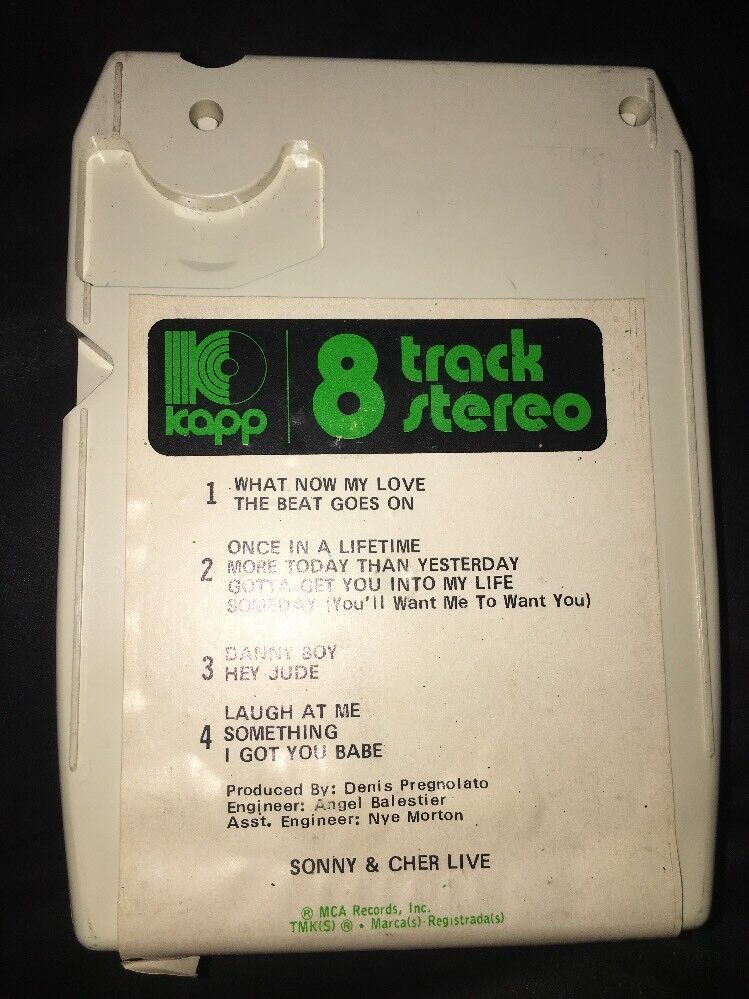 kapp
8 track
stereo
1 WHAT NOW MY LOVE
THE BEAT GOES ON
ONCE IN A LIFETIME
2 MORE TODAY THAN YESTERDAY
GOTTA GET YOU INTO MY LIFE
SOMEDAY (You'll Want Me To Want You)
DANNY BOY
3 HEY JUDE
LAUGH AT ME
4 SOMETHING
I GOT YOU BABE
Produced By: Denis Pregnolato
Engineer: Angel Balestier
Asst. Engineer: Nye Morton
SONNY & CHER LIVE
® MCA Records, Inc.
TMK(S) ® • Marca(s) Registrada(s)